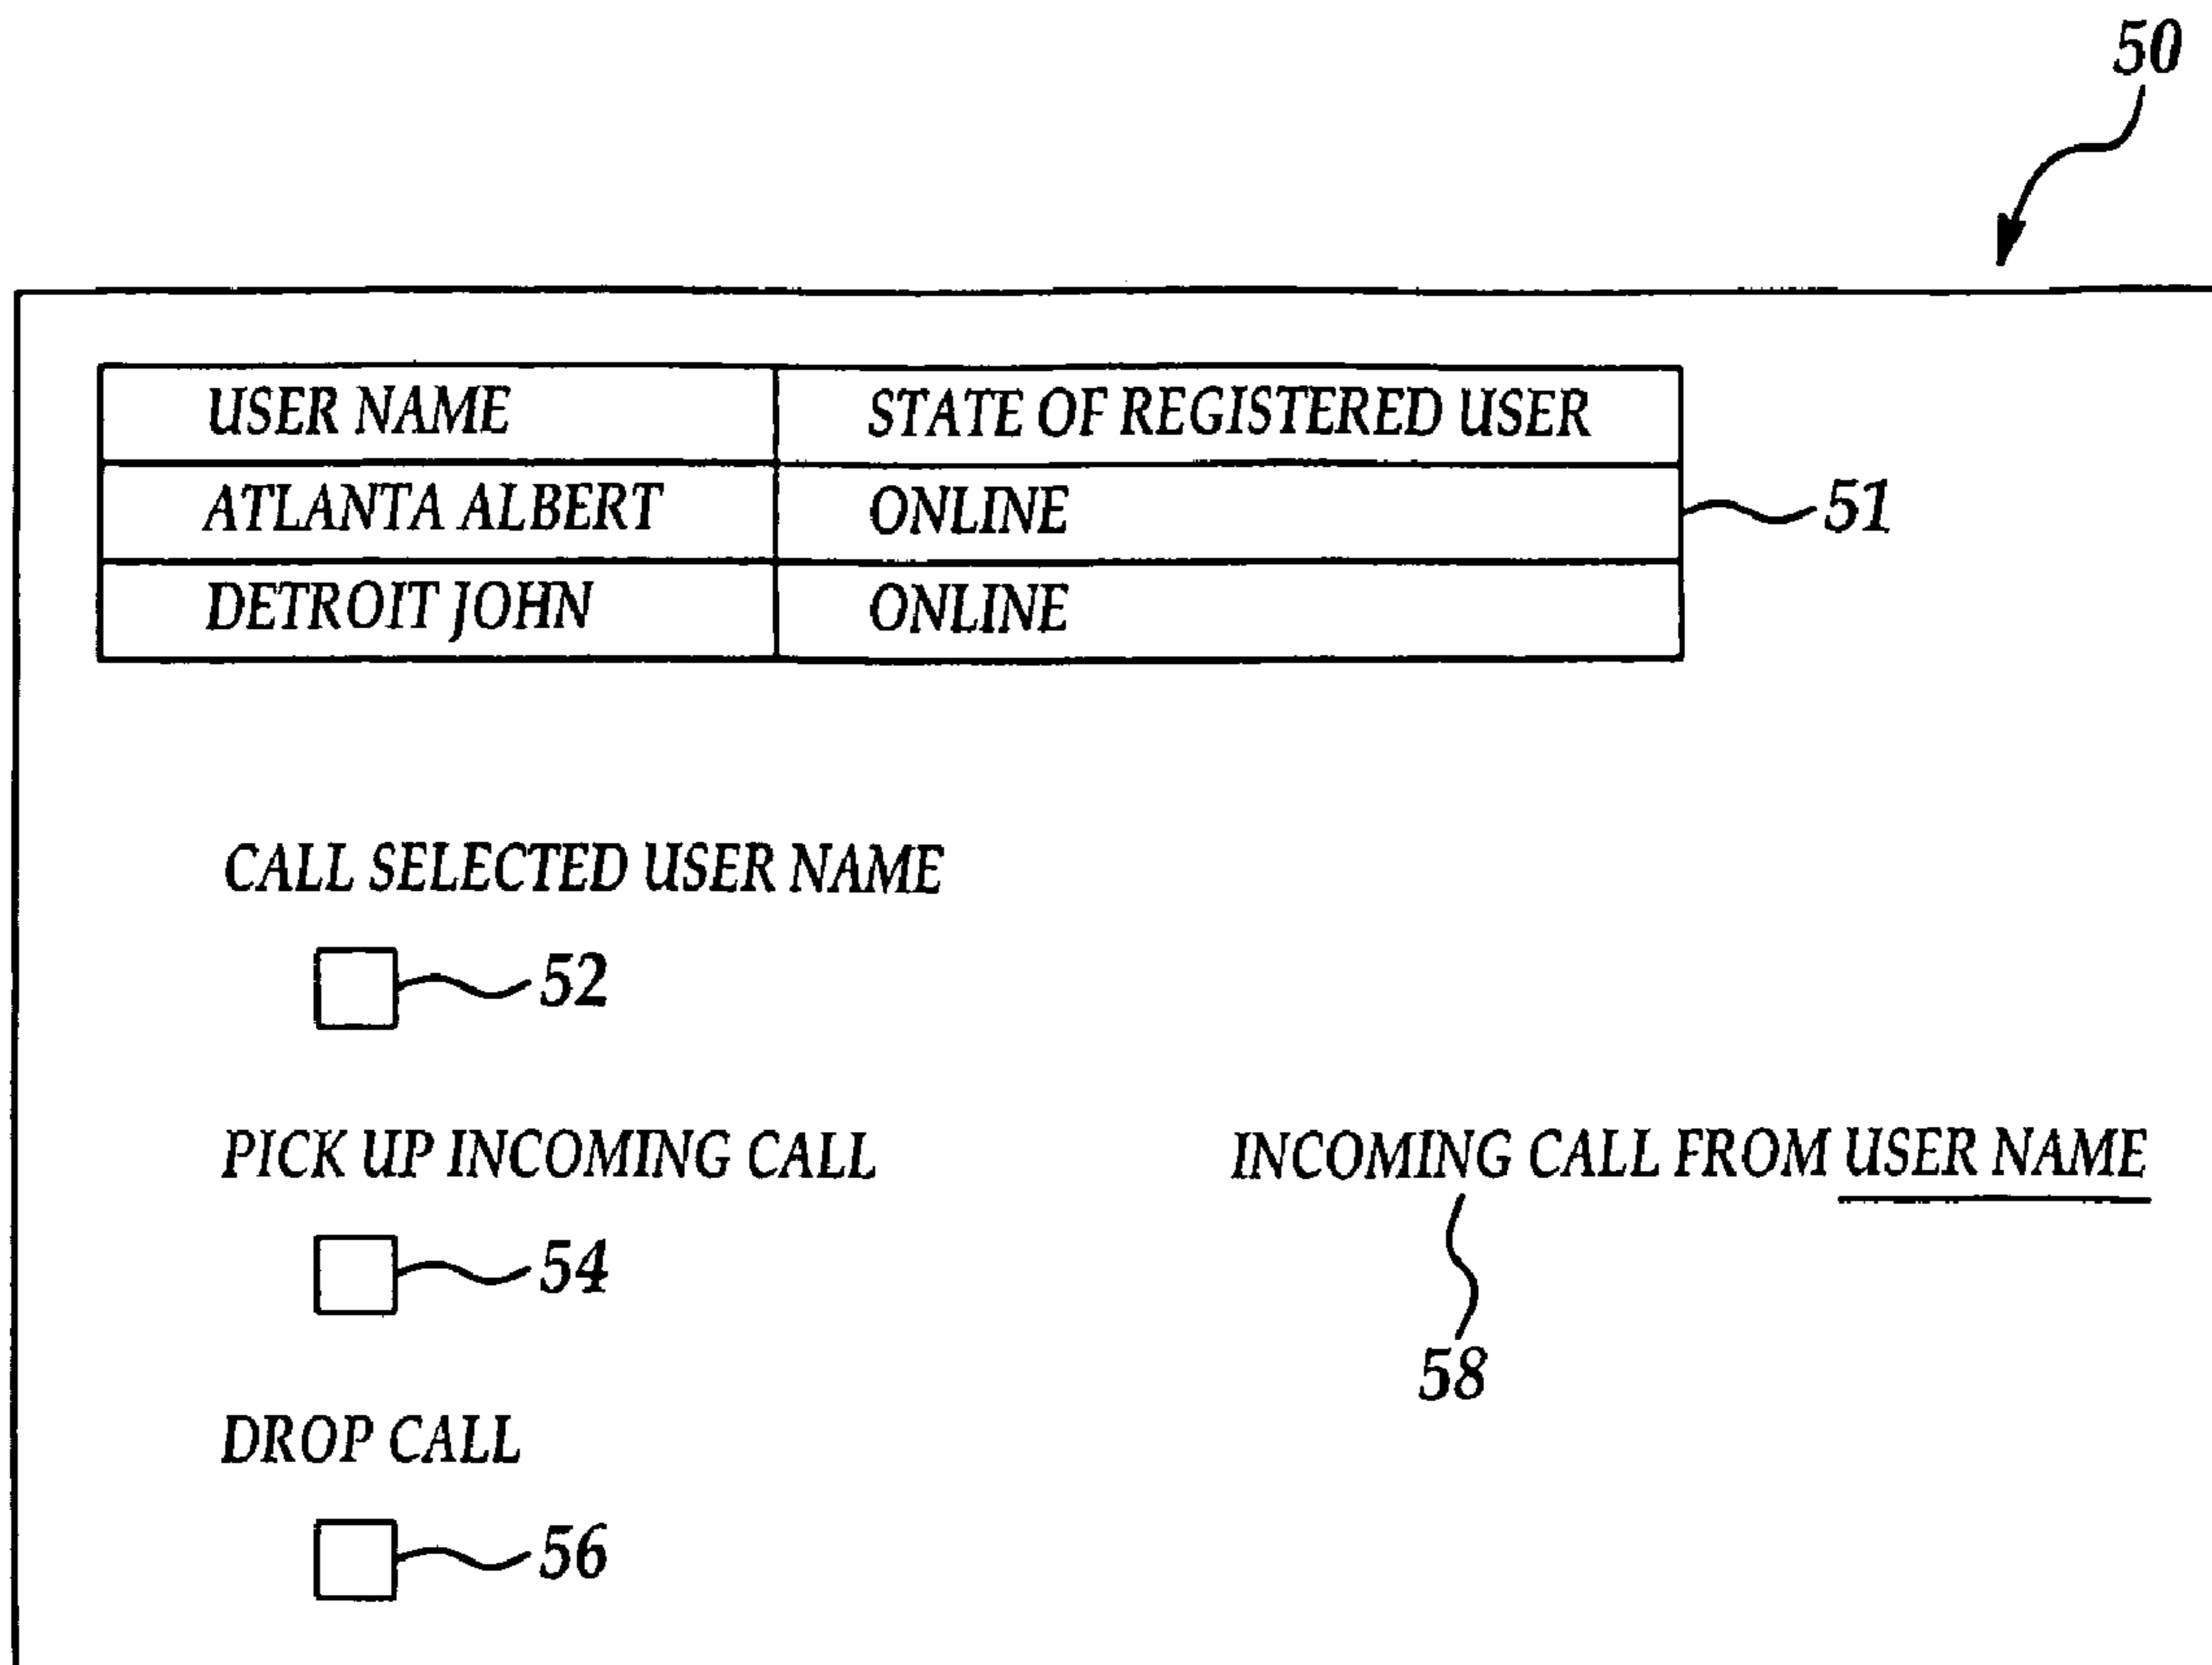 50
USER NAME STATE OF REGISTERED USER
ATLANTA ALBERT ONLINE
51
DETROIT JOHN ONLINE
CALL SELECTED USER NAME
52
PICK UP INCOMING CALL
INCOMING CALL FROM USER NAME
54
58
DROP CALL
56